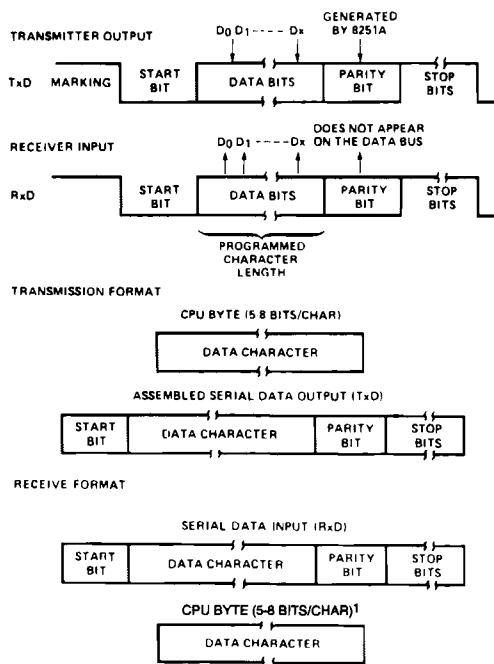 TRANSMITTER OUTPUT
D0 D1 ----- Dx
GENERATED
BY 8251A
TxD MARKING
START
BIT
DATA BITS
PARITY
BIT
STOP
BITS
RECEIVER INPUT
D0 D1 ----- Dx
DOES NOT APPEAR
ON THE DATA BUS
RxD
START
BIT
DATA BITS
PARITY
BIT
STOP
BITS
PROGRAMMED
CHARACTER
LENGTH
TRANSMISSION FORMAT
CPU BYTE (5-8 BITS/CHAR)
DATA CHARACTER
ASSEMBLED SERIAL DATA OUTPUT (TxD)
START
BIT
DATA CHARACTER
PARITY
BIT
STOP
BITS
RECEIVE FORMAT
SERIAL DATA INPUT (RxD)
START
BIT
DATA CHARACTER
PARITY
BIT
STOP
BITS
CPU BYTE (5-8 BITS/CHAR)¹
DATA CHARACTER